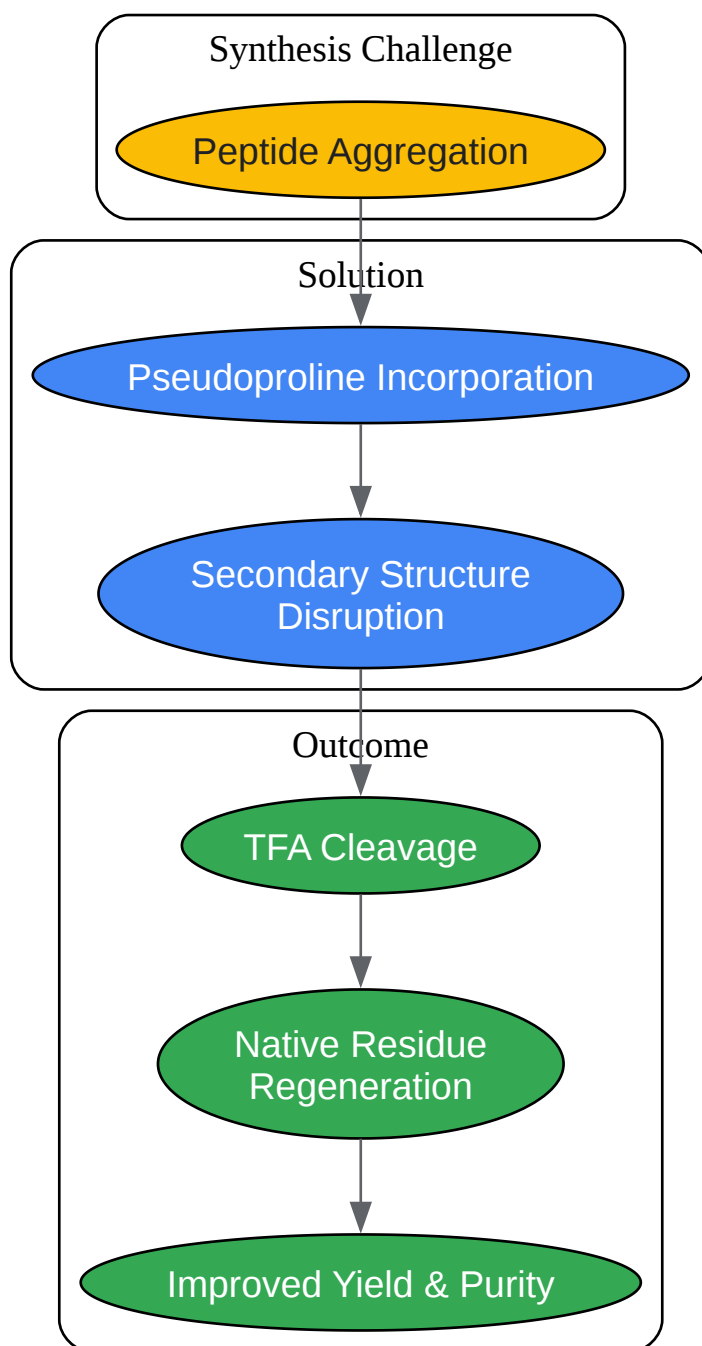 Synthesis Challenge
Peptide Aggregation
Solution
Pseudoproline Incorporation
Secondary Structure
Disruption
Outcome
TFA Cleavage
Native Residue
Regeneration
Improved Yield & Purity